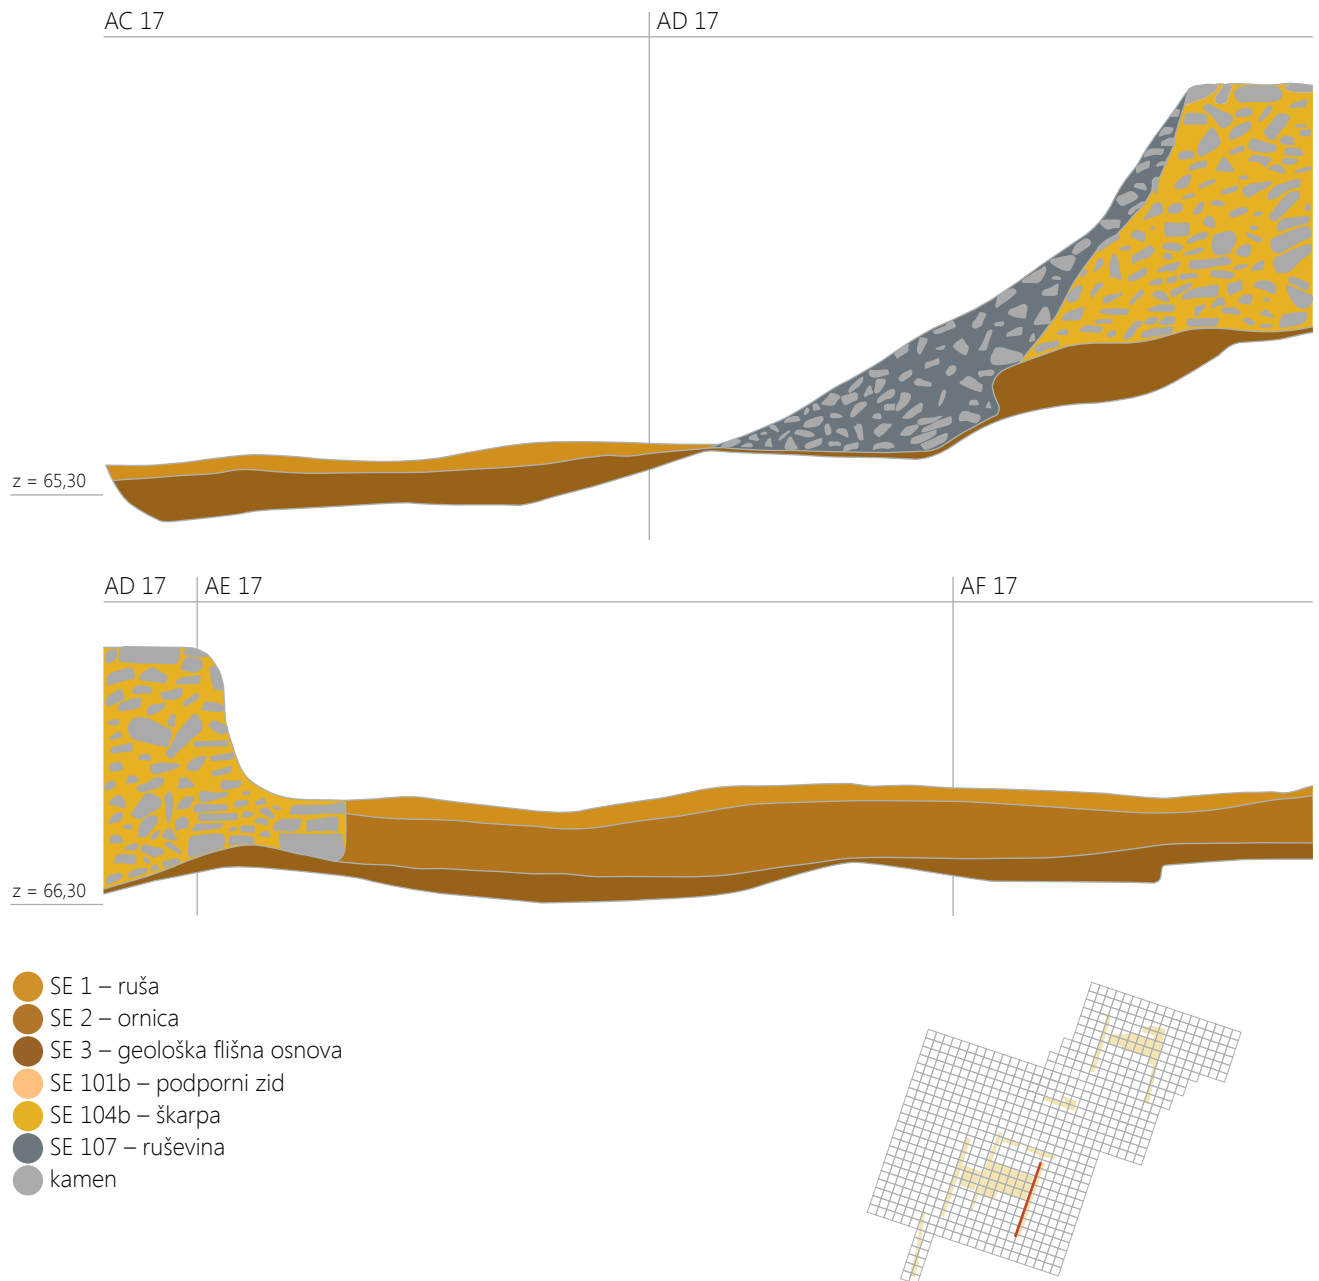 AC 17
AD 17
z = 65,30
AD 17
AE 17
AF 17
z = 66,30
SE 1 – ruša
SE 2 – ornica
SE 3 – geološka flišna osnova
SE 101b – podporni zid
SE 104b – škarpa
SE 107 – ruševina
kamen